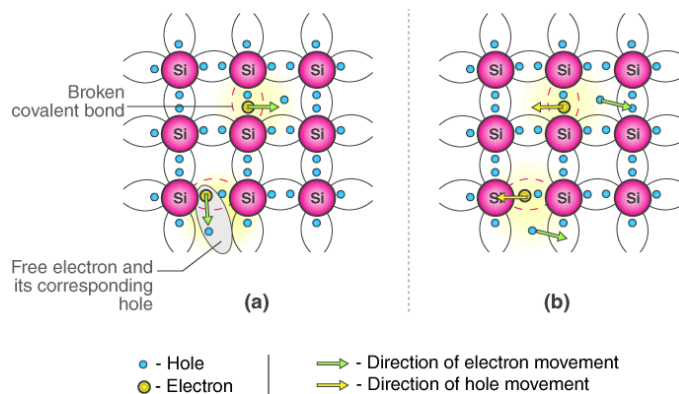 Si Si Si
Si Si Si
Broken
covalent bond
Si Si Si
Si Si Si
Si Si Si
Si Si Si
Free electron and
its corresponding
hole
(a)
(b)
- Hole
- Electron
- Direction of electron movement
- Direction of hole movement